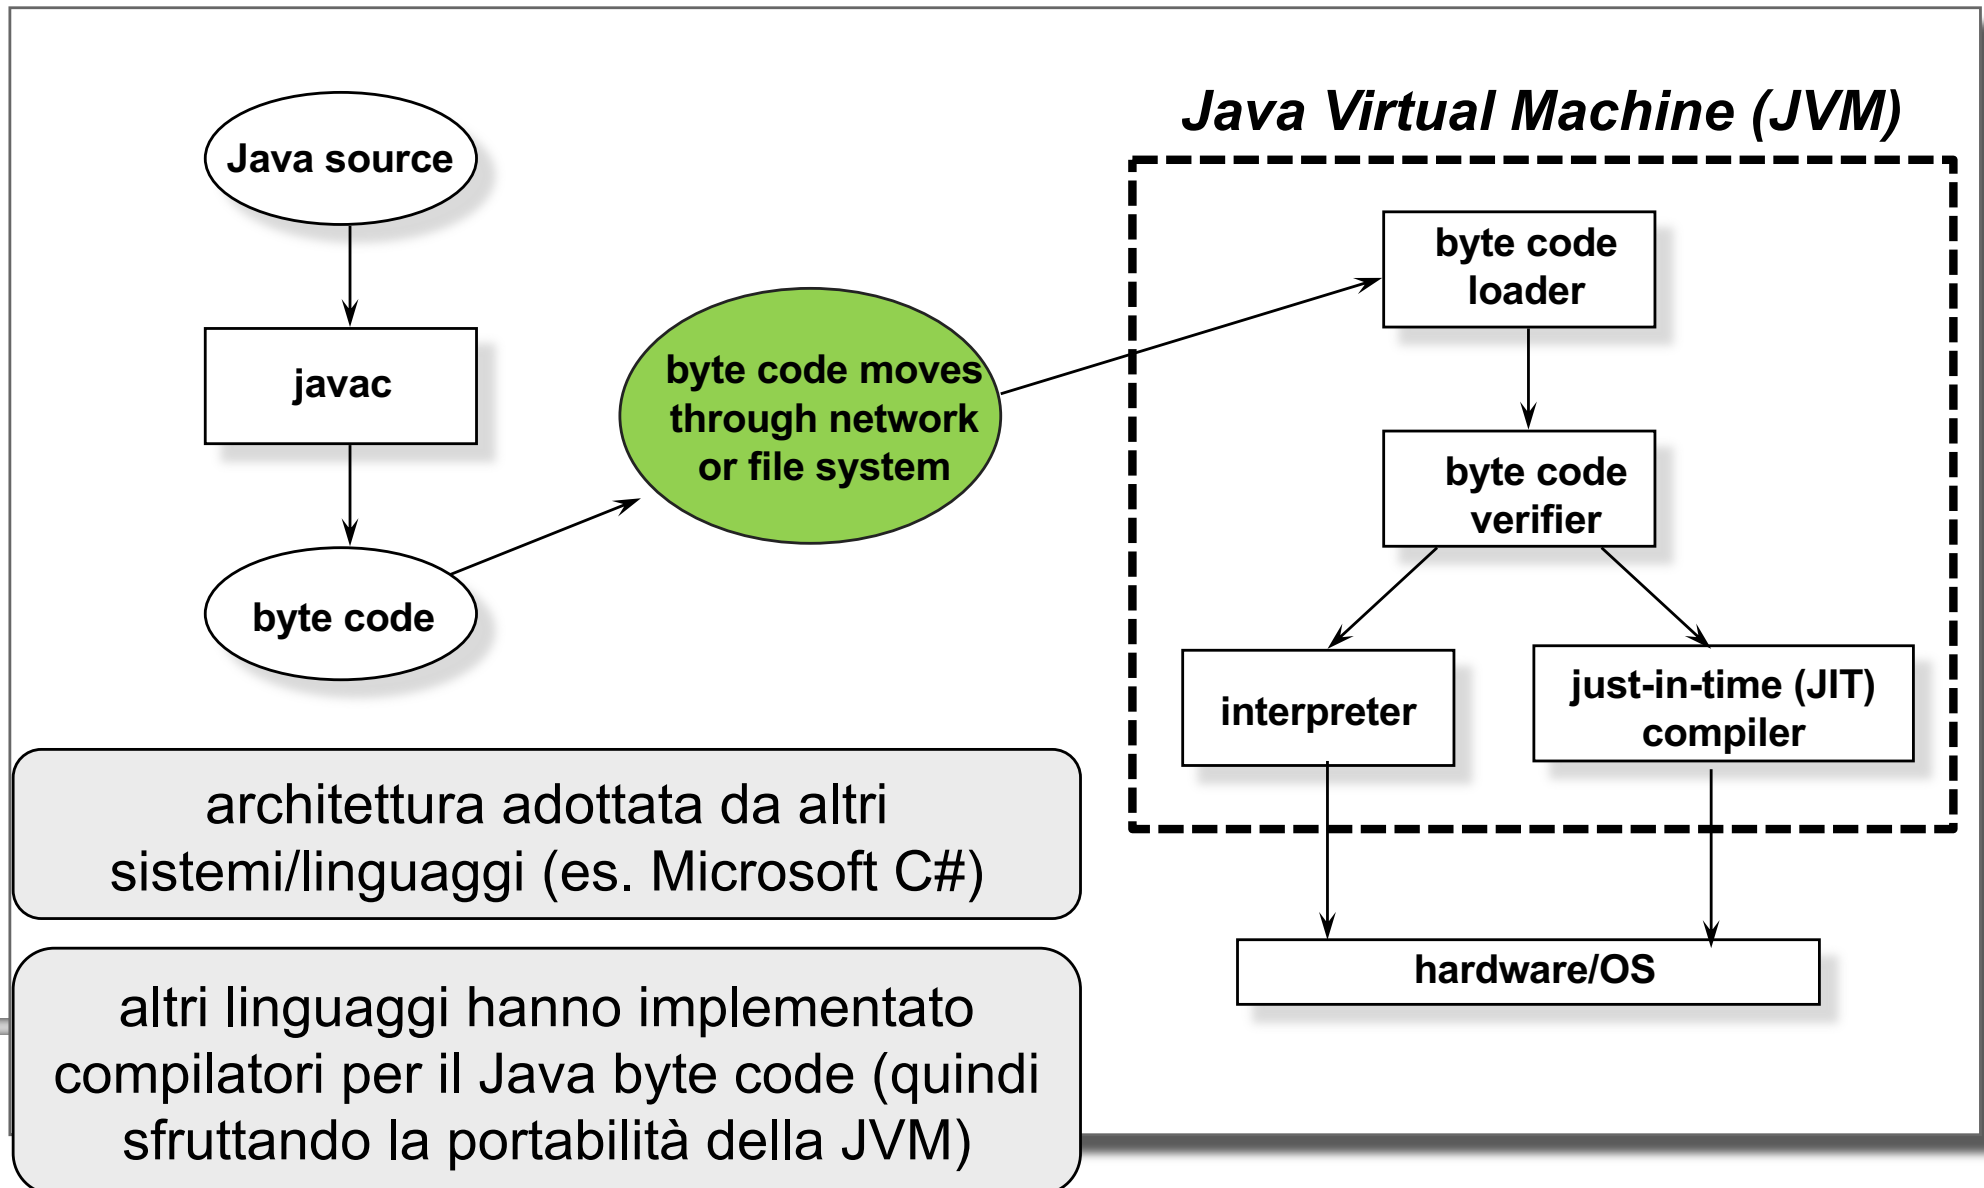 Java Virtual Machine (JVM)
Java source
javac
byte code
byte code moves
through network
or file system
byte code
loader
byte code
verifier
interpreter
just-in-time (JIT)
compiler
hardware/OS
architettura adottata da altri
sistemi/linguaggi (es. Microsoft C#)
altri linguaggi hanno implementato
compilatori per il Java byte code (quindi
sfruttando la portabilità della JVM)